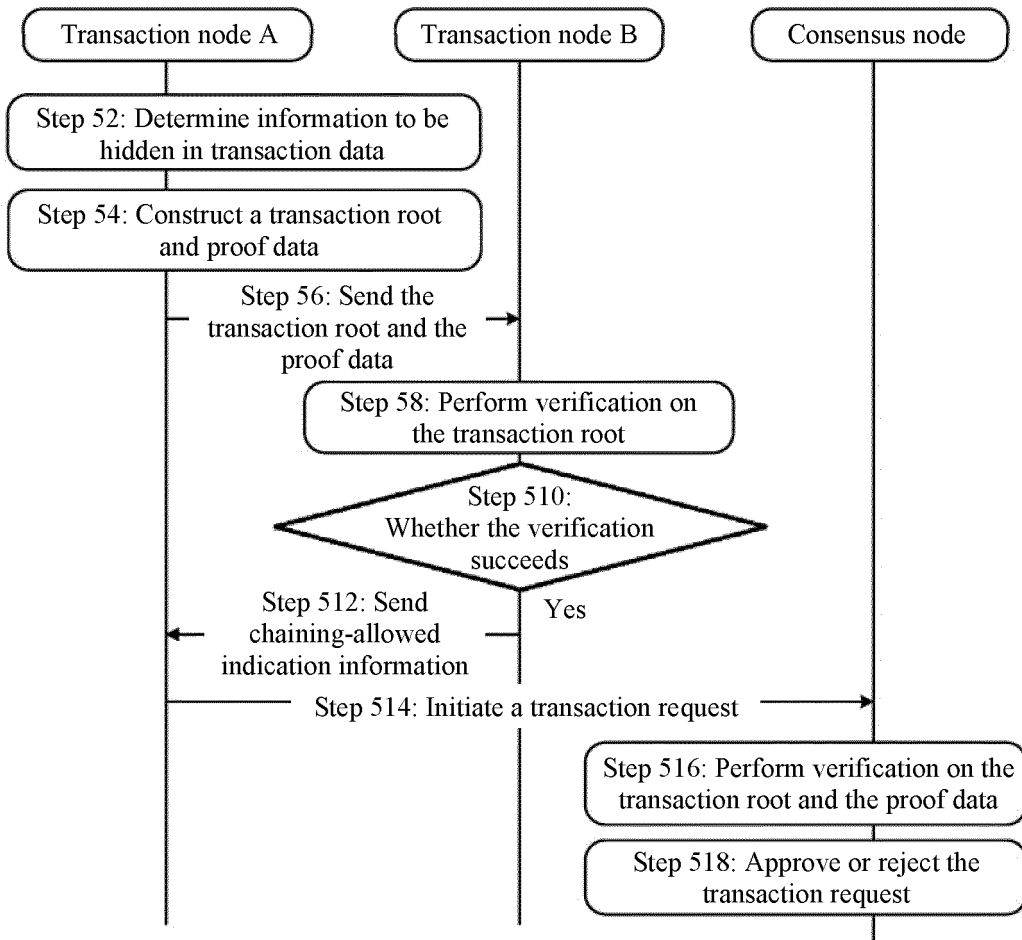 Transaction node A
Transaction node B
Consensus node
Step 52: Determine information to be
hidden in transaction data
Step 54: Construct a transaction root
and proof data
Step 56: Send the
transaction root and the
proof data
Step 58: Perform verification on
the transaction root
Step 510:
Whether the verification
succeeds
Yes
Step 512: Send
chaining-allowed
indication information
Step 514: Initiate a transaction request
Step 516: Perform verification on the
transaction root and the proof data
Step 518: Approve or reject the
transaction request